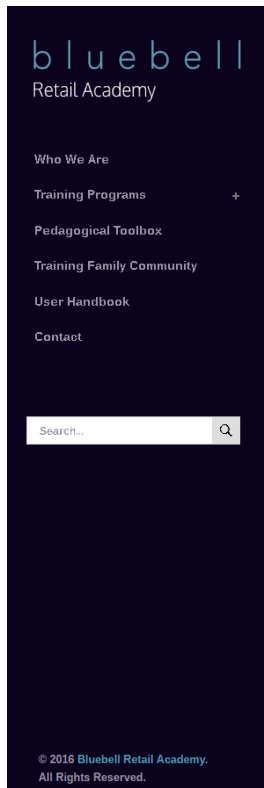 bluebell
Retail Academy
Who We Are
Training Programs +
Pedagogical Toolbox
Training Family Community
User Handbook
Contact
Search...
© 2016 Bluebell Retail Academy.
All Rights Reserved.